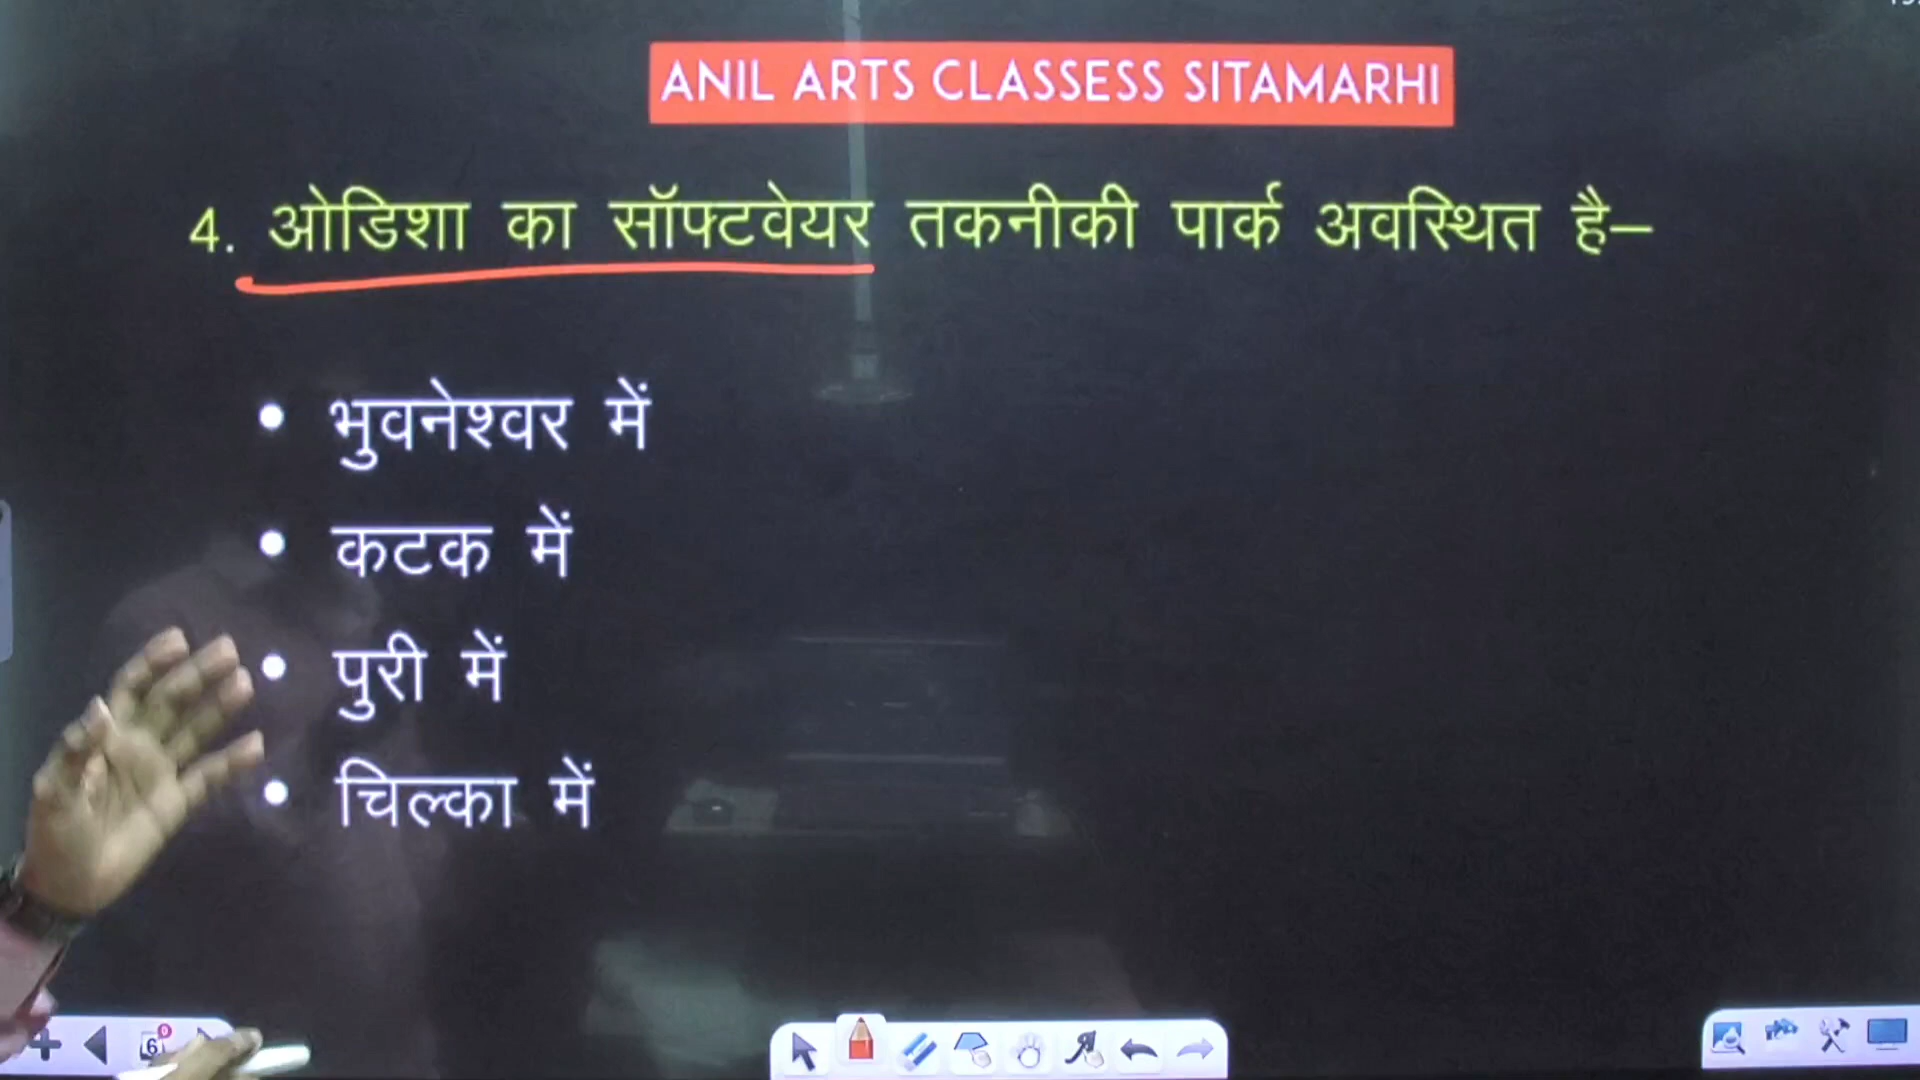 ANIL ARTS CLASSESS SITAMARHI
4. ओडिशा का सॉफ्टवेयर तकनीकी पार्क अवस्थित है–
• भुवनेश्वर में
• कटक में
• पुरी में
• चिल्का में